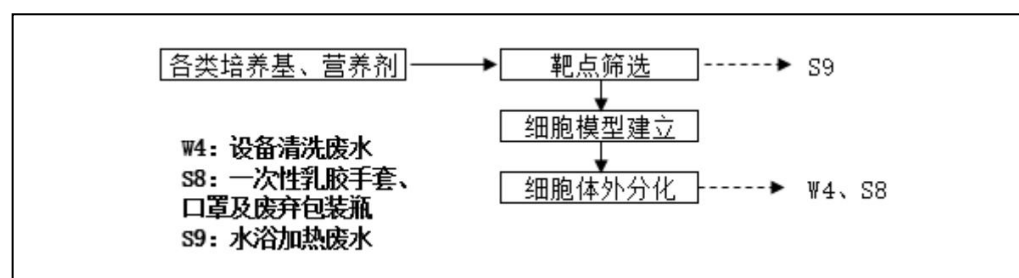 各类培养基、营养剂
靶点筛选
S9
细胞模型建立
细胞体外分化
W4、S8
W4：设备清洗废水
S8：一次性乳胶手套、
口罩及废弃包装瓶
S9：水浴加热废水